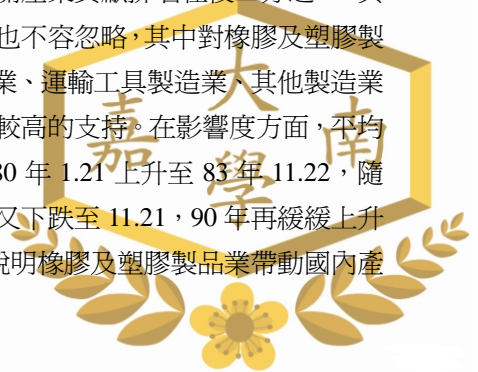 也不容忽略，其中對橡膠及塑膠製
業、運輸工具製造業、其他製造業
較高的支持。在影響度方面，平均
80 年 1.21 上升至 83 年 11.22，隨
又下跌至 11.21，90 年再緩緩上升
說明橡膠及塑膠製品業帶動國內產
嘉南
大學